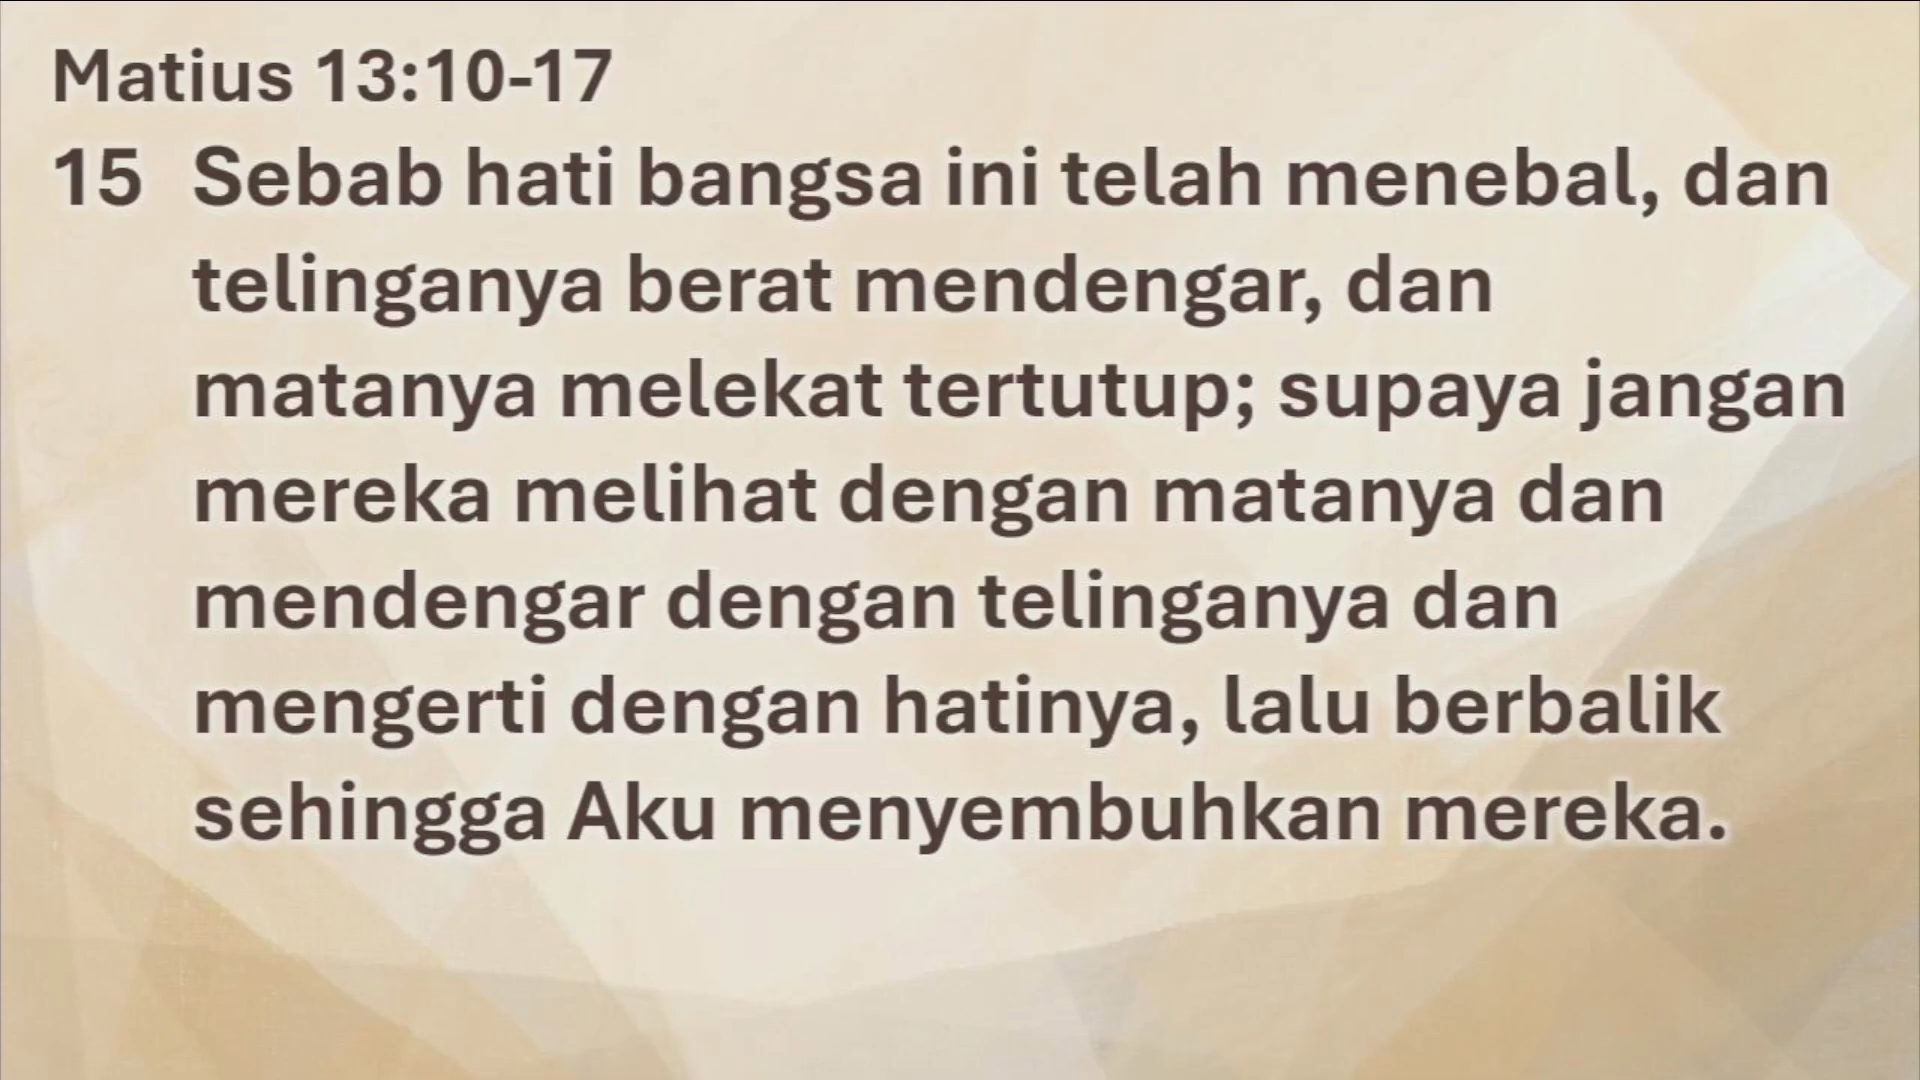 Matius 13:10-17
15 Sebab hati bangsa ini telah menebal, dan
telinganya berat mendengar, dan
matanya melekat tertutup; supaya jangan
mereka melihat dengan matanya dan
mendengar dengan telinganya dan
mengerti dengan hatinya, lalu berbalik
sehingga Aku menyembuhkan mereka.